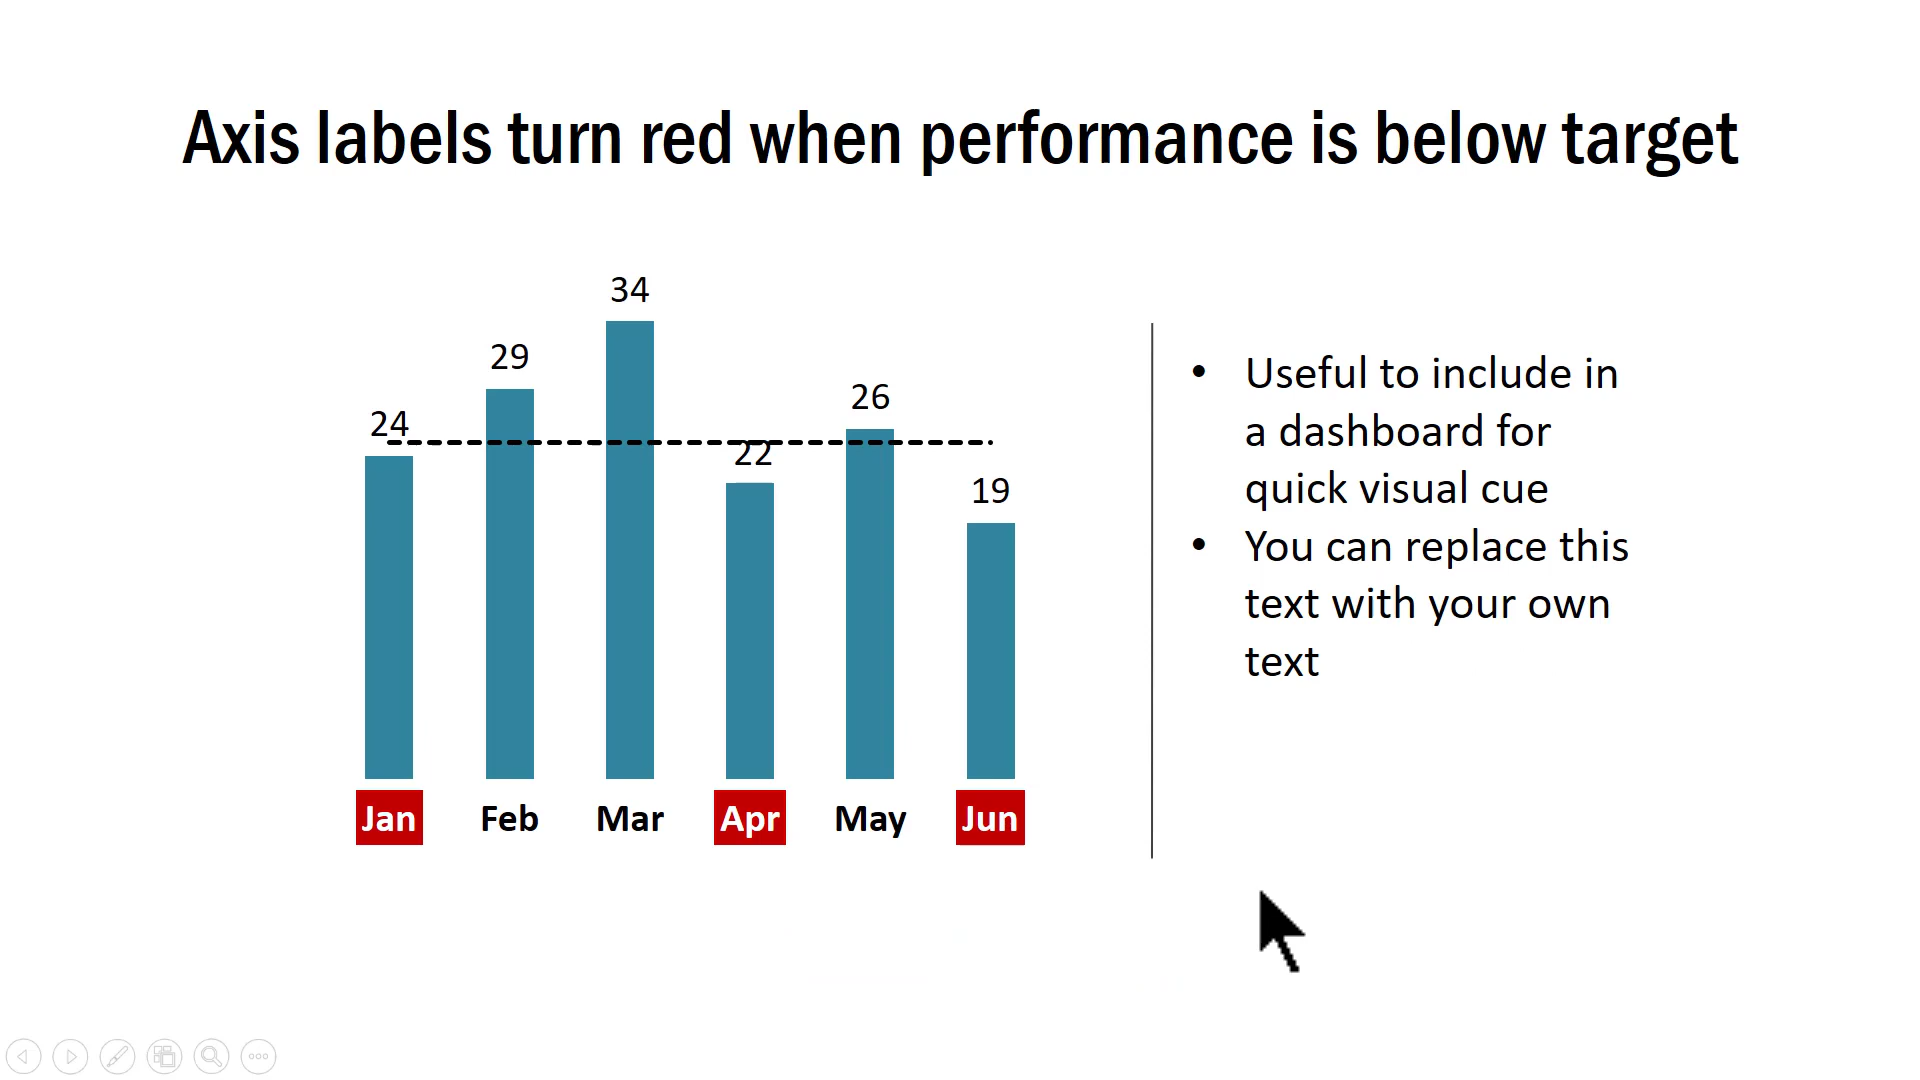 Axis labels turn red when performance is below target
34
29
26
24
22
19
Jan Feb Mar Apr May Jun
• Useful to include in
a dashboard for
quick visual cue
• You can replace this
text with your own
text